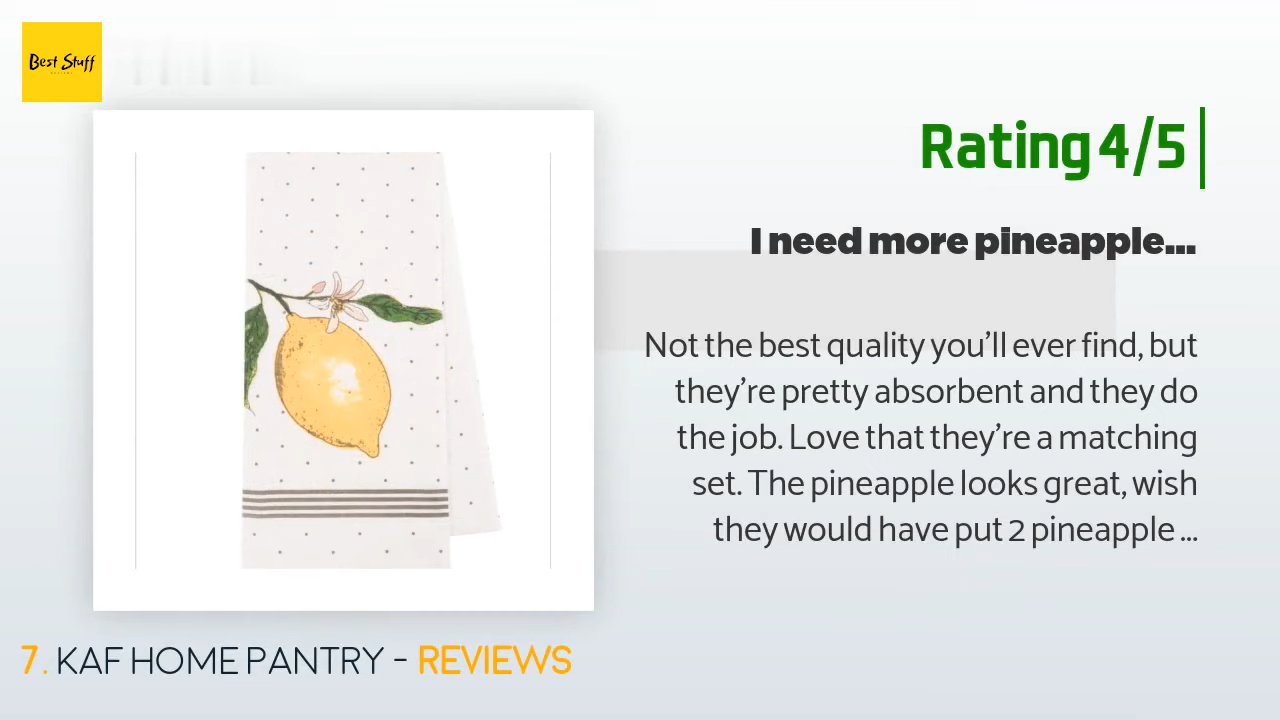 Best Stuff
Rating 4/5
I need more pineapple...
Not the best quality you’ll ever find, but
they’re pretty absorbent and they do
the job. Love that they’re a matching
set. The pineapple looks great, wish
they would have put 2 pineapple ...
7. KAF HOME PANTRY - REVIEWS